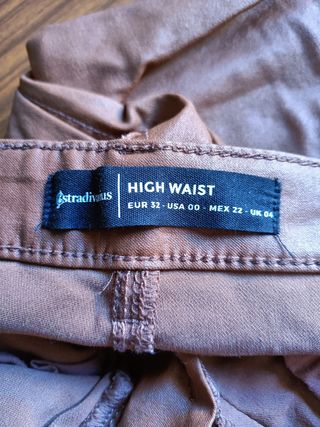 stradivarius
HIGH WAIST
EUR 32 - USA 00 - MEX 22 - UK 04